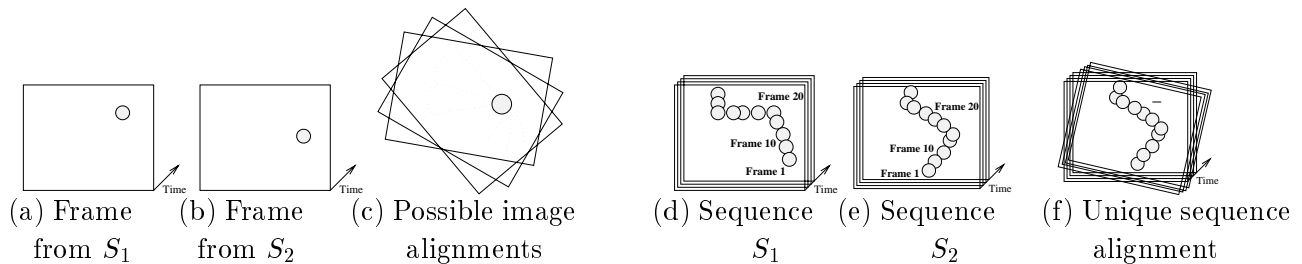 Time
Time
Frame 20
Frame 10
Frame 1
Time
Frame 20
Frame 10
Frame 1
Time
Time
(a) Frame
from S1
(b) Frame
from S2
(c) Possible image
alignments
(d) Sequence
S1
(e) Sequence
S2
(f) Unique sequence
alignment